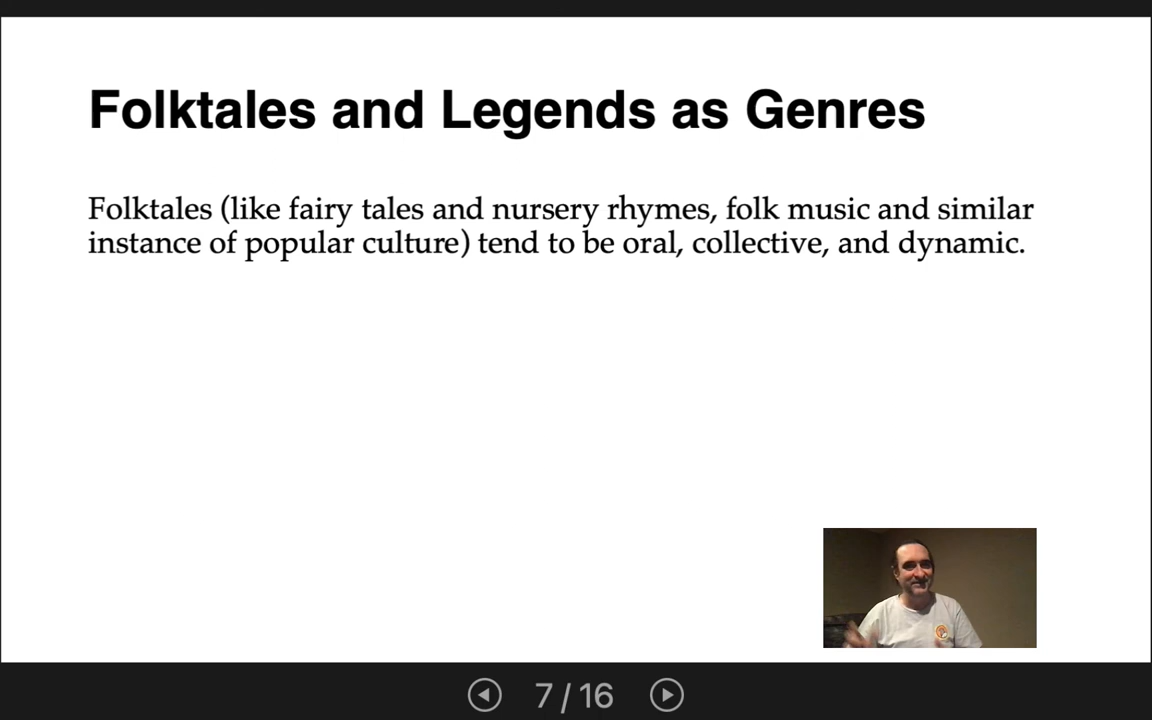 Folktales and Legends as Genres
Folktales (like fairy tales and nursery rhymes, folk music and similar
instance of popular culture) tend to be oral, collective, and dynamic.
7 / 16